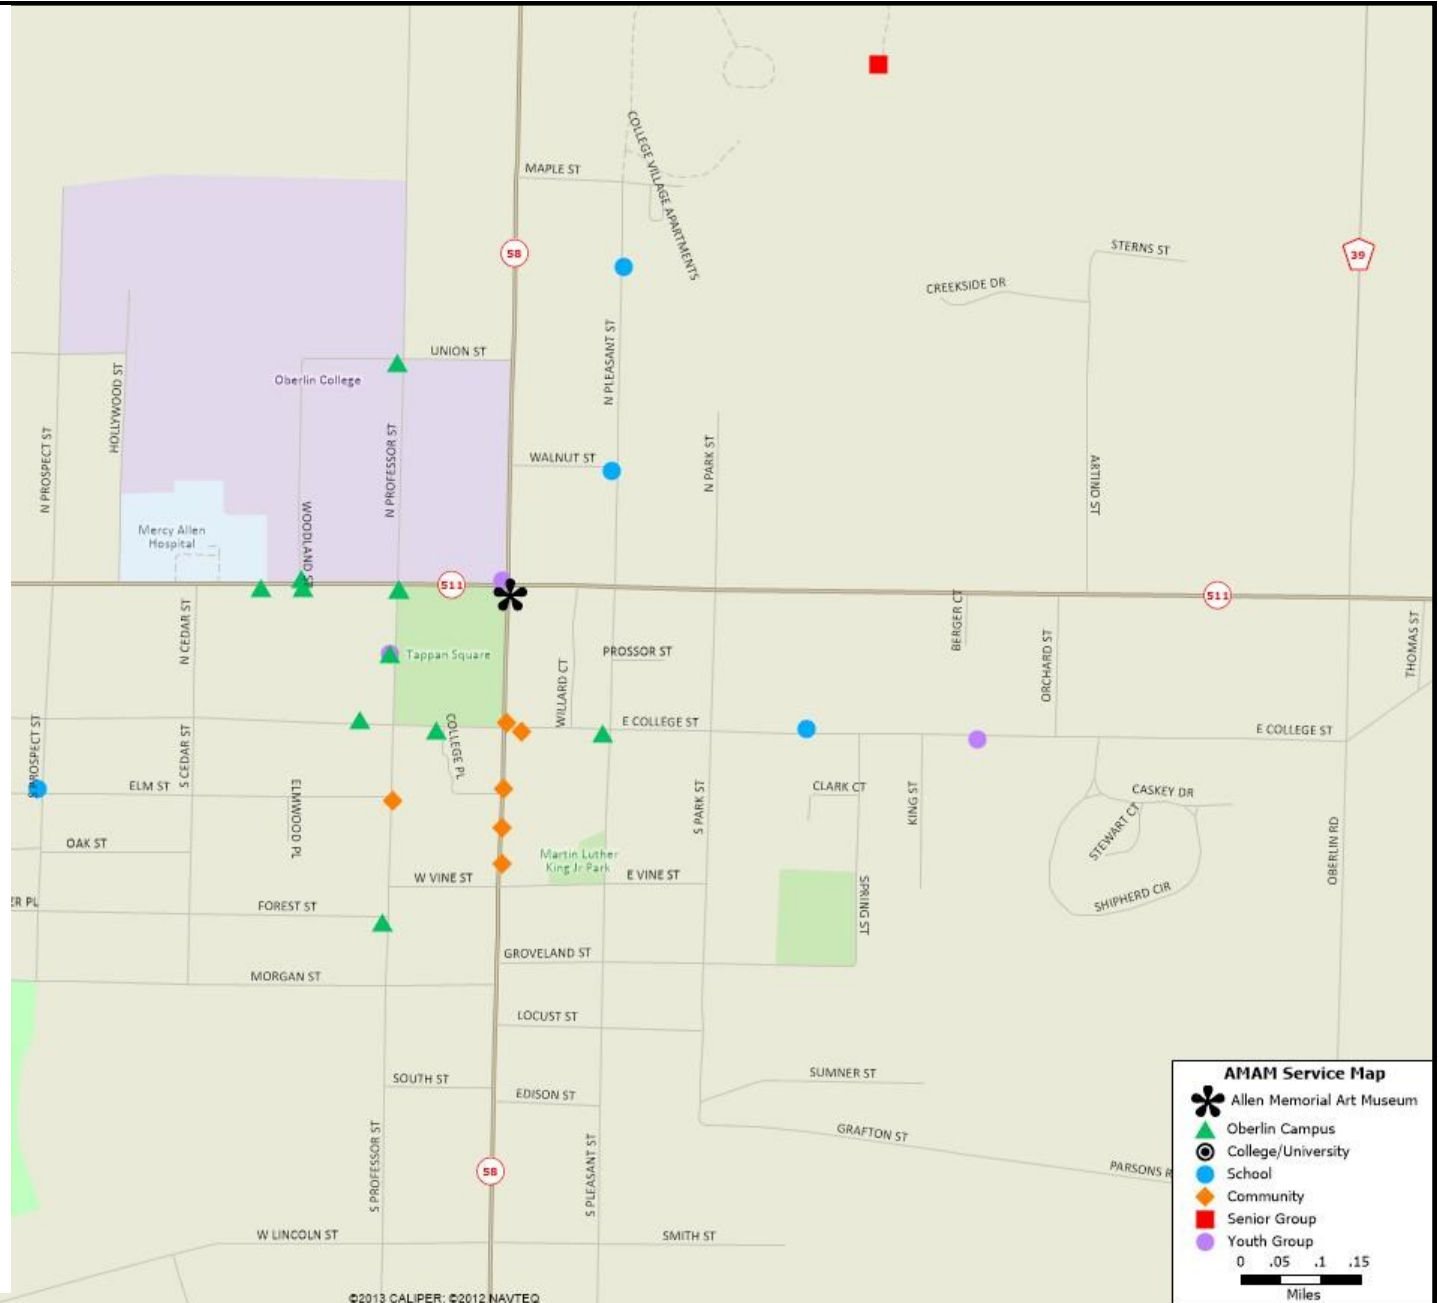 MAPLE ST
COLLEGE VILLAGE APARTMENTS
58
STERNS ST
39
CREEKSIDE DR
UNION ST
Oberlin College
HOLLYWOOD ST
N PLEASANT ST
N PROSPECT ST
N PROFESSOR ST
WALNUT ST
N PARK ST
ARTINO ST
Mercy Allen
Hospital
WOODLAND ST
511
511
N CEDAR ST
BERGER CT
THOMAS ST
Tappan Square
PROSSOR ST
ORCHARD ST
WILLARD CT
S PROSPECT ST
S CEDAR ST
COLLEGE PL
E COLLEGE ST
E COLLEGE ST
ELM ST
ELMWOOD PL
S PARK ST
CLARK CT
KING ST
CASKEY DR
STEWART CT
OAK ST
Martin Luther
King Jr Park
OBERLIN RD
W VINE ST
E VINE ST
SHIPHERD CIR
ER PL
FOREST ST
SPRING ST
GROVELAND ST
MORGAN ST
LOCUST ST
SOUTH ST
SUMNER ST
EDISON ST
GRAFTON ST
S PROFESSOR ST
58
S PLEASANT ST
PARSONS R
W LINCOLN ST
SMITH ST
©2013 CALIPER; ©2012 NAVTEQ
AMAM Service Map
Allen Memorial Art Museum
Oberlin Campus
College/University
School
Community
Senior Group
Youth Group
0 .05 .1 .15
Miles